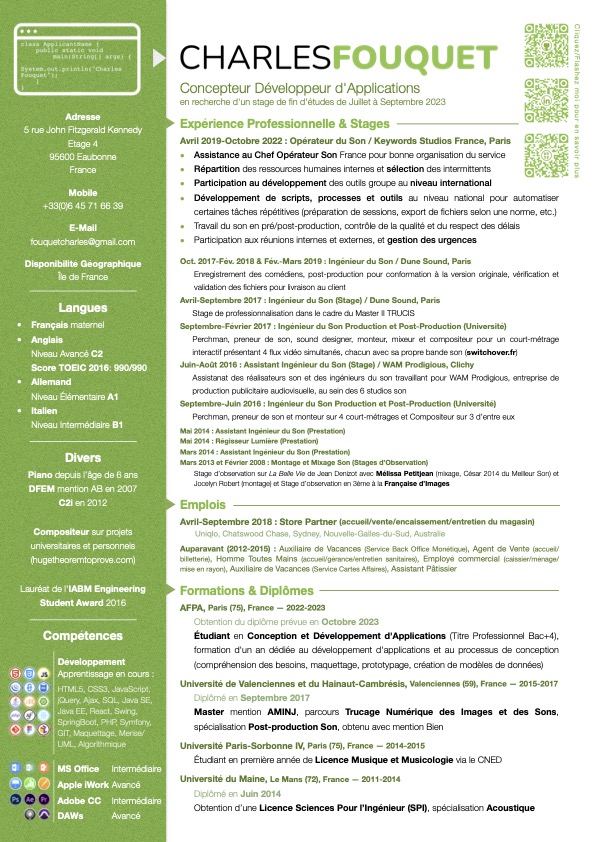 class ApplicantName {
public static void
main(String[] args) {
System.out.println("Charles
Fouquet");
}
}
Adresse
5 rue John Fitzgerald Kennedy
Etage 4
95600 Eaubonne
France
Mobile
+33(0)6 45 71 66 39
E-Mail
fouquetcharles@gmail.com
Disponibilité Géographique
Île de France
Langues
• Français maternel
• Anglais
Niveau Avancé C2
Score TOEIC 2016: 990/990
• Allemand
Niveau Élémentaire A1
• Italien
Niveau Intermédiaire B1
Divers
Piano depuis l'âge de 6 ans
DFEM mention AB en 2007
C2i en 2012
Compositeur sur projets
universitaires et personnels
(hugetheoremtoprove.com)
Lauréat de l'IABM Engineering
Student Award 2016
Compétences
Développement
Apprentissage en cours :
HTML5, CSS3, JavaScript,
jQuery, Ajax, SQL, Java SE,
Java EE, React, Swing,
SpringBoot, PHP, Symfony,
GIT, Maquettage, Merise/
UML, Algorithmique
MS Office Intermédiaire
Apple iWork Avancé
Adobe CC Intermédiaire
DAWs Avancé
CHARLESFOUQUET
Concepteur Développeur d'Applications
en recherche d'un stage de fin d'études de Juillet à Septembre 2023
Cliquez/Flashez moi pour en savoir plus
Expérience Professionnelle & Stages
Avril 2019-Octobre 2022 : Opérateur du Son / Keywords Studios France, Paris
• Assistance au Chef Opérateur Son France pour bonne organisation du service
• Répartition des ressources humaines internes et sélection des intermittents
• Participation au développement des outils groupe au niveau international
• Développement de scripts, processus et outils au niveau national pour automatiser
certaines tâches répétitives (préparation de sessions, export de fichiers selon une norme, etc.)
• Travail du son en pré/post-production, contrôle de la qualité et du respect des délais
• Participation aux réunions internes et externes, et gestion des urgences
Oct. 2017-Fév. 2018 & Fév.-Mars 2019 : Ingénieur du Son / Dune Sound, Paris
Enregistrement des comédiens, post-production pour conformation à la version originale, vérification et
validation des fichiers pour livraison au client
Avril-Septembre 2017 : Ingénieur du Son (Stage) / Dune Sound, Paris
Stage de professionnalisation dans le cadre du Master II TRUCIS
Septembre-Février 2017 : Ingénieur du Son Production et Post-Production (Université)
Perchman, preneur de son, sound designer, monteur, mixeur et compositeur pour un court-métrage
interactif présentant 4 flux vidéo simultanés, chacun avec sa propre bande son (switchover.fr)
Juin-Août 2016 : Assistant Ingénieur du Son (Stage) / WAM Prodigious, Clichy
Assistanat des réalisateurs son et des ingénieurs du son travaillant pour WAM Prodigious, entreprise de
production publicitaire audiovisuelle, au sein des 6 studios son
Septembre-Juin 2016 : Ingénieur du Son Production et Post-Production (Université)
Perchman, preneur de son et monteur sur 4 court-métrages et Compositeur sur 3 d'entre eux
Mai 2014 : Assistant Ingénieur du Son (Prestation)
Mai 2014 : Régisseur Lumière (Prestation)
Mars 2014 : Assistant Ingénieur du Son (Prestation)
Mars 2013 et Février 2008 : Montage et Mixage Son (Stages d'Observation)
Stage d'observation sur La Belle Vie de Jean Denizot avec Mélissa Petitjean (mixage, César 2014 du Meilleur Son) et
Jocelyn Robert (montage) et Stage d'observation en 3ème à la Française d'Images
Emplois
Avril-Septembre 2018 : Store Partner (accueil/vente/encaissement/entretien du magasin)
Uniqlo, Chatswood Chase, Sydney, Nouvelle-Galles-du-Sud, Australie
Auparavant (2012-2015) : Auxiliaire de Vacances (Service Back Office Monétique), Agent de Vente (accueil/
billetterie), Homme Toutes Mains (accueil/gérance/entretien sanitaires), Employé commercial (caissier/ménage/
mise en rayon), Auxiliaire de Vacances (Service Cartes Affaires), Assistant Pâtissier
Formations & Diplômes
AFPA, Paris (75), France — 2022-2023
Obtention du diplôme prévue en Octobre 2023
Étudiant en Conception et Développement d'Applications (Titre Professionnel Bac+4),
formation d'un an dédiée au développement d'applications et au processus de conception
(compréhension des besoins, maquettage, prototypage, création de modèles de données)
Université de Valenciennes et du Hainaut-Cambrésis, Valenciennes (59), France — 2015-2017
Diplômé en Septembre 2017
Master mention AMINJ, parcours Trucage Numérique des Images et des Sons,
spécialisation Post-production Son, obtenu avec mention Bien
Université Paris-Sorbonne IV, Paris (75), France — 2014-2015
Étudiant en première année de Licence Musique et Musicologie via le CNED
Université du Maine, Le Mans (72), France — 2011-2014
Diplômé en Juin 2014
Obtention d'une Licence Sciences Pour l'Ingénieur (SPI), spécialisation Acoustique